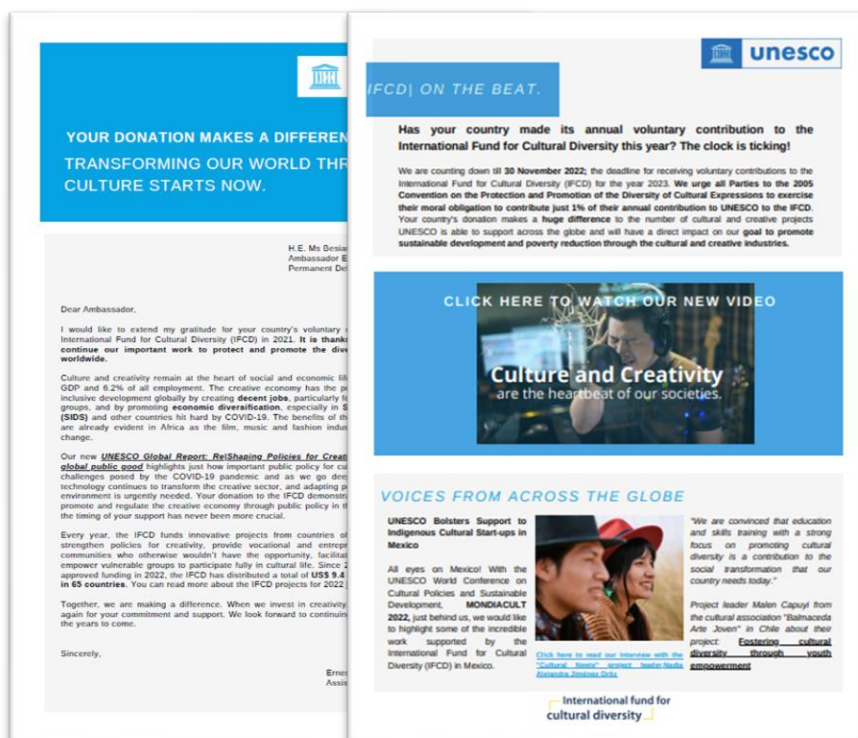 YOUR DONATION MAKES A DIFFEREN
TRANSFORMING OUR WORLD THR
CULTURE STARTS NOW.
H.E. Ms Besia
Ambassador E
Permanent De
Dear Ambassador,
I would like to extend my gratitude for your country's voluntary
International Fund for Cultural Diversity (IFCD) in 2021. It is thank
continue our important work to protect and promote the dive
worldwide.
Culture and creativity remain at the heart of social and economic li
GDP and 6.2% of all employment. The creative economy has the p
inclusive development globally by creating decent jobs, particularly f
groups, and by promoting economic diversification, especially in S
(SIDS) and other countries hit hard by COVID-19. The benefits of th
are already evident in Africa as the film, music and fashion indus
change.
Our new UNESCO Global Report: Re|Shaping Policies for Creati
global public good highlights just how important public policy for cu
challenges posed by the COVID-19 pandemic and as we go dee
technology continues to transform the creative sector, and adapting p
environment is urgently needed. Your donation to the IFCD demonstra
promote and regulate the creative economy through public policy in t
the timing of your support has never been more crucial.
Every year, the IFCD funds innovative projects from countries o
strengthen policies for creativity, provide vocational and entrep
communities who otherwise wouldn't have the opportunity, facilita
empower vulnerable groups to participate fully in cultural life. Since 2
approved funding in 2022, the IFCD has distributed a total of US$ 9.4
in 65 countries. You can read more about the IFCD projects for 2022
Together, we are making a difference. When we invest in creativity,
again for your commitment and support. We look forward to continuin
the years to come.
Sincerely,
Erne
Assis
unesco
IFCD| ON THE BEAT.
Has your country made its annual voluntary contribution to the
International Fund for Cultural Diversity this year? The clock is ticking!
We are counting down till 30 November 2022; the deadline for receiving voluntary contributions to the
International Fund for Cultural Diversity (IFCD) for the year 2023. We urge all Parties to the 2005
Convention on the Protection and Promotion of the Diversity of Cultural Expressions to exercise
their moral obligation to contribute just 1% of their annual contribution to UNESCO to the IFCD.
Your country's donation makes a huge difference to the number of cultural and creative projects
UNESCO is able to support across the globe and will have a direct impact on our goal to promote
sustainable development and poverty reduction through the cultural and creative industries.
CLICK HERE TO WATCH OUR NEW VIDEO
Culture and Creativity
are the heartbeat of our societies.
VOICES FROM ACROSS THE GLOBE
UNESCO Bolsters Support to
Indigenous Cultural Start-ups in
Mexico
All eyes on Mexico! With the
UNESCO World Conference on
Cultural Policies and Sustainable
Development, MONDIACULT
2022, just behind us, we would like
to highlight some of the incredible
work supported by the
International Fund for Cultural
Diversity (IFCD) in Mexico.
Click here to read our interview with the
"Cultural Nests" project leader Nadia
Alejandra Jiménez Ortiz
"We are convinced that education
and skills training with a strong
focus on promoting cultural
diversity is a contribution to the
social transformation that our
country needs today."
Project leader Malen Capuyi from
the cultural association "Balmaceda
Arte Joven" in Chile about their
project: Fostering cultural
diversity through youth
empowerment
International fund for
cultural diversity